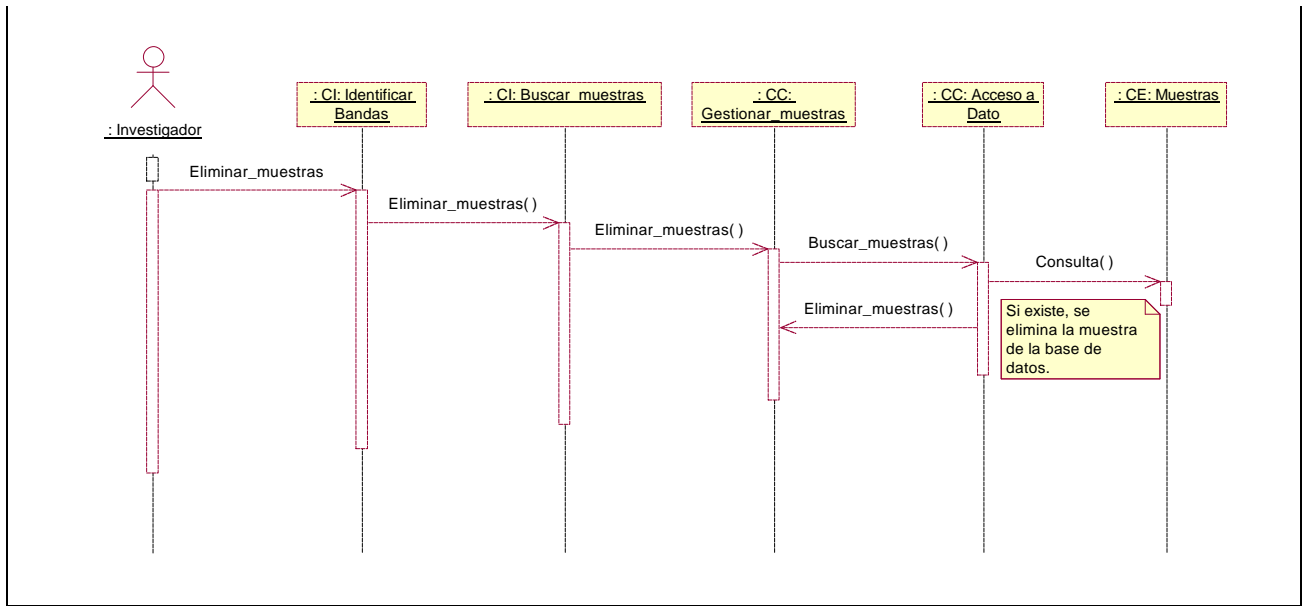 : Investigador
: CI: Identificar
Bandas
: CI: Buscar_muestras
: CC:
Gestionar_muestras
: CC: Acceso a
Dato
: CE: Muestras
Eliminar_muestras
Eliminar_muestras( )
Eliminar_muestras( )
Buscar_muestras( )
Consulta( )
Eliminar_muestras( )
Si existe, se
elimina la muestra
de la base de
datos.